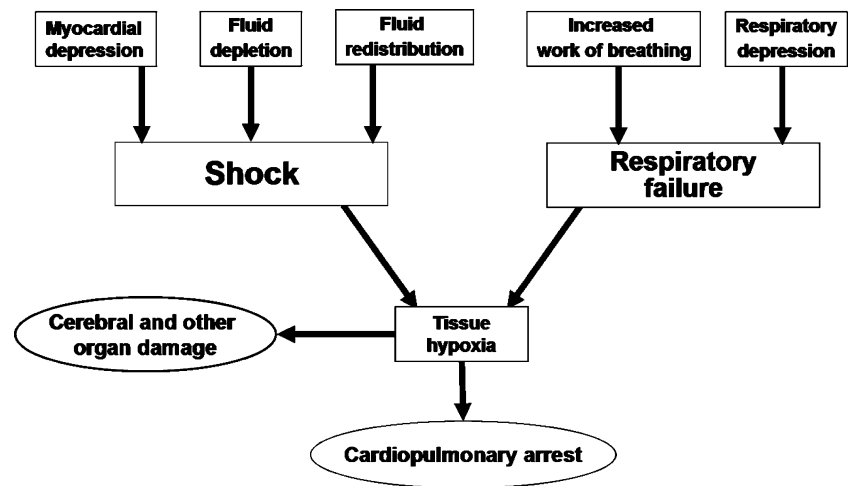 Myocardial
depression
Fluid
depletion
Fluid
redistribution
Increased
work of breathing
Respiratory
depression
Shock
Respiratory
failure
Cerebral and other
organ damage
Tissue
hypoxia
Cardiopulmonary arrest